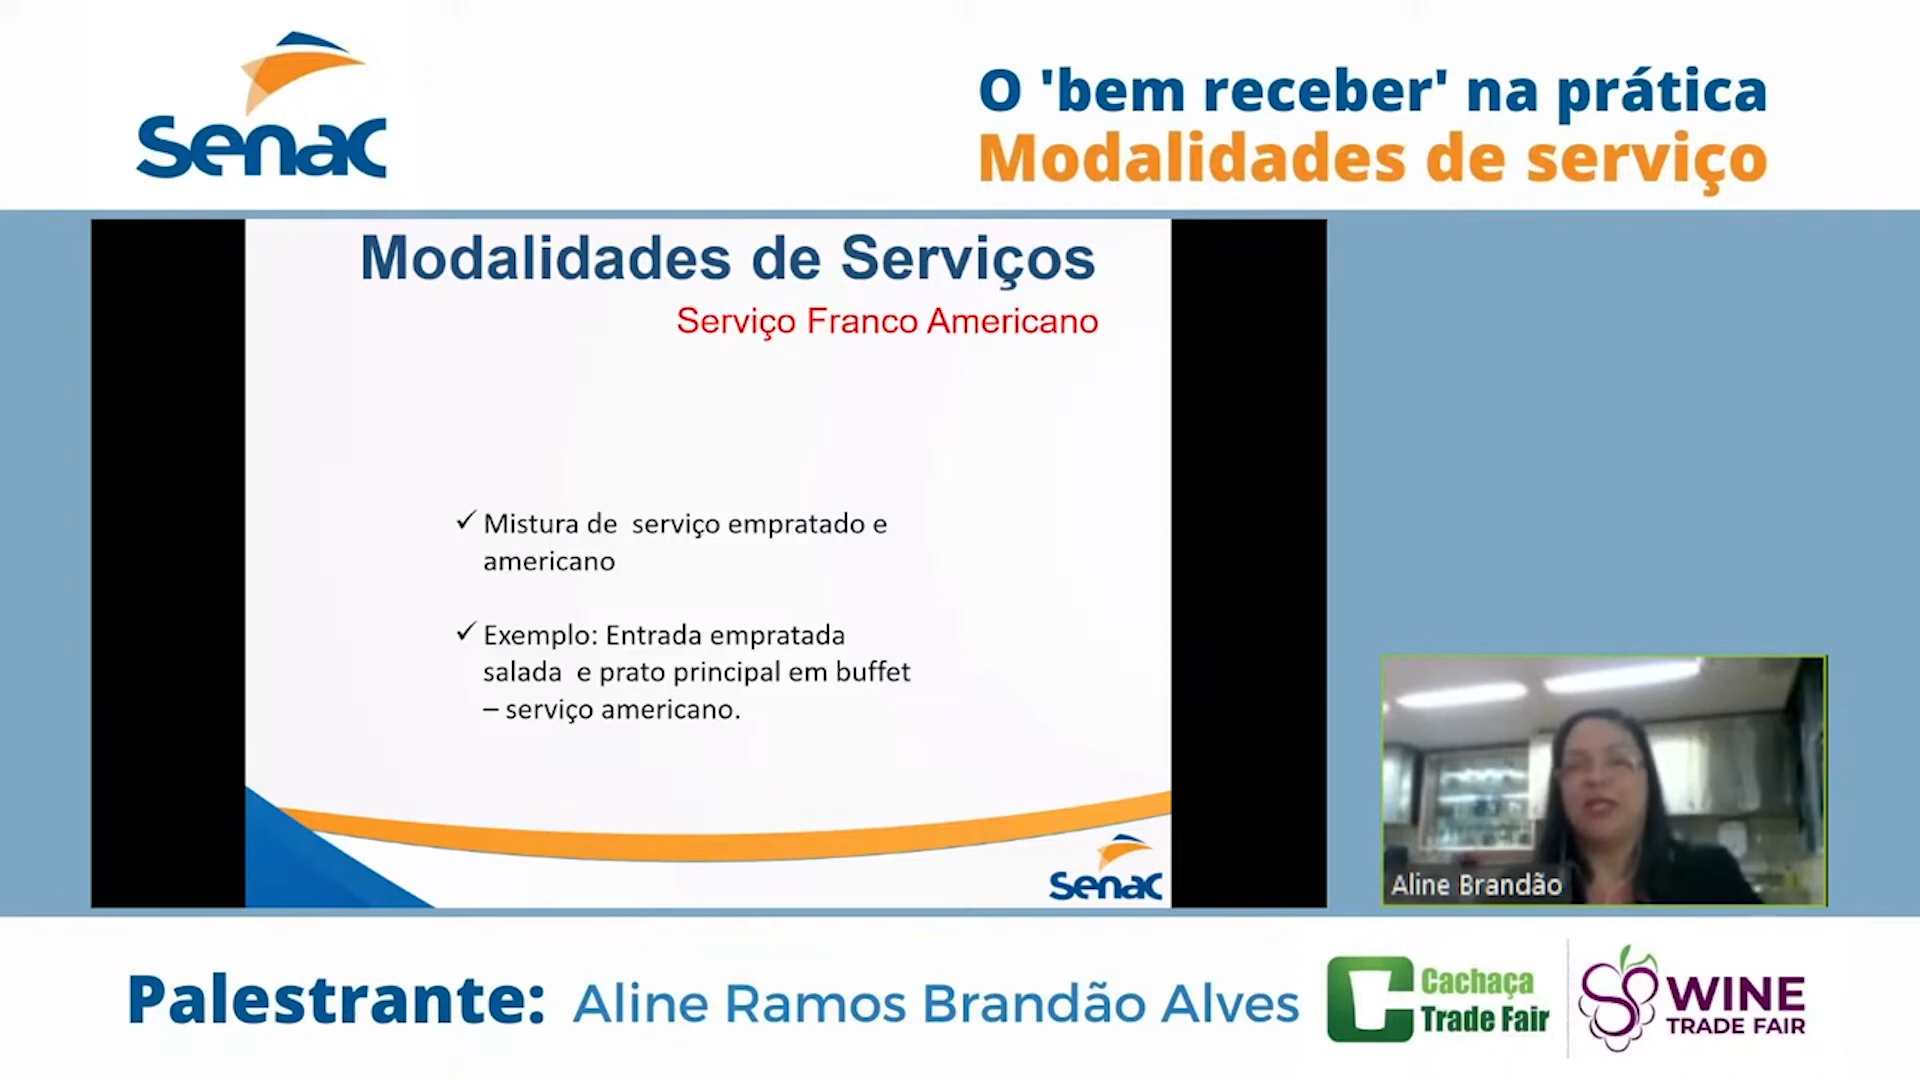 Senac
O 'bem receber' na prática
Modalidades de serviço
Modalidades de Serviços
Serviço Franco Americano
✓ Mistura de serviço empratado e
americano
✓ Exemplo: Entrada empratada
salada e prato principal em buffet
– serviço americano.
Senac
Aline Brandão
Palestrante: Aline Ramos Brandão Alves
Cachaça
Trade Fair
WINE
TRADE FAIR